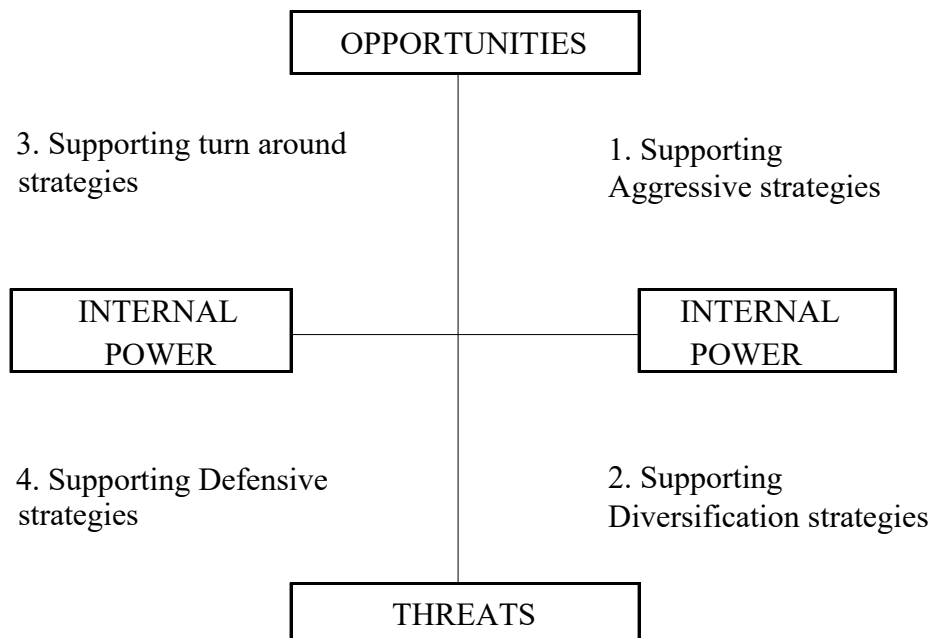 OPPORTUNITIES
3. Supporting turn around
strategies
1. Supporting
Aggressive strategies
INTERNAL
POWER
INTERNAL
POWER
4. Supporting Defensive
strategies
2. Supporting
Diversification strategies
THREATS